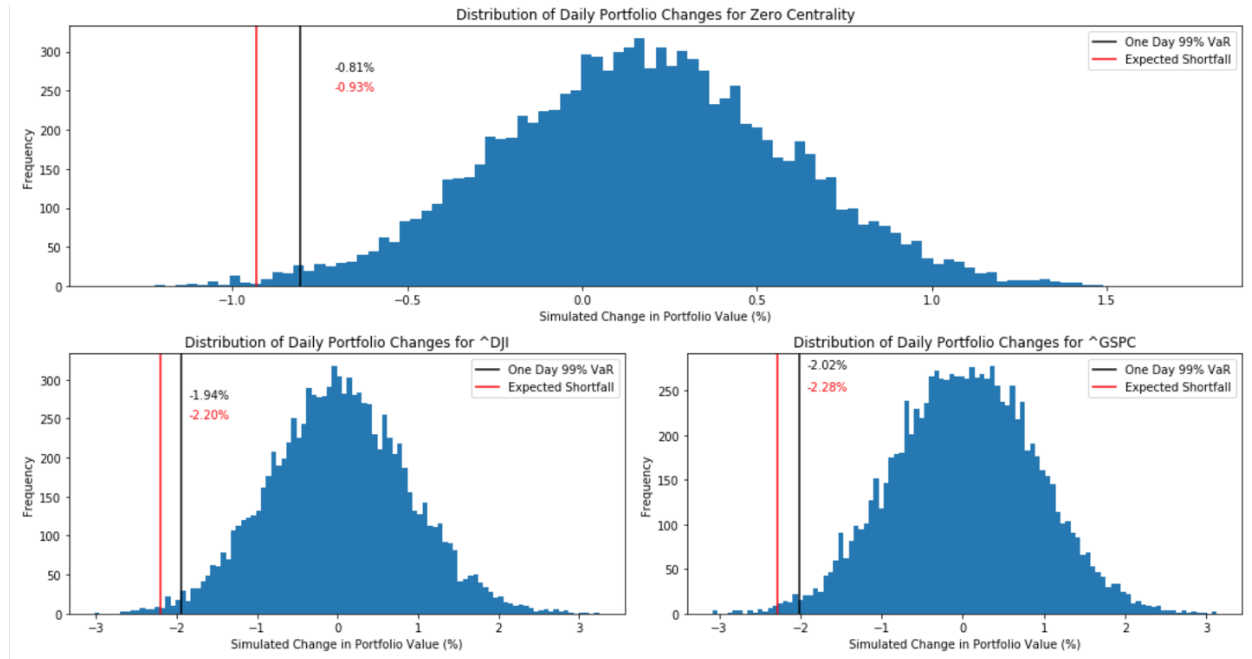 Distribution of Daily Portfolio Changes for Zero Centrality
300
250
200
150
100
50
0
Frequency
-0.81%
-0.93%
One Day 99% VaR
Expected Shortfall
−1.0 −0.5 0.0 0.5 1.0 1.5
Simulated Change in Portfolio Value (%)
Distribution of Daily Portfolio Changes for ^DJI
300
250
200
150
100
50
0
Frequency
-1.94%
-2.20%
One Day 99% VaR
Expected Shortfall
−3 −2 −1 0 1 2 3
Simulated Change in Portfolio Value (%)
Distribution of Daily Portfolio Changes for ^GSPC
250
200
150
100
50
0
Frequency
-2.02%
-2.28%
One Day 99% VaR
Expected Shortfall
−3 −2 −1 0 1 2 3
Simulated Change in Portfolio Value (%)